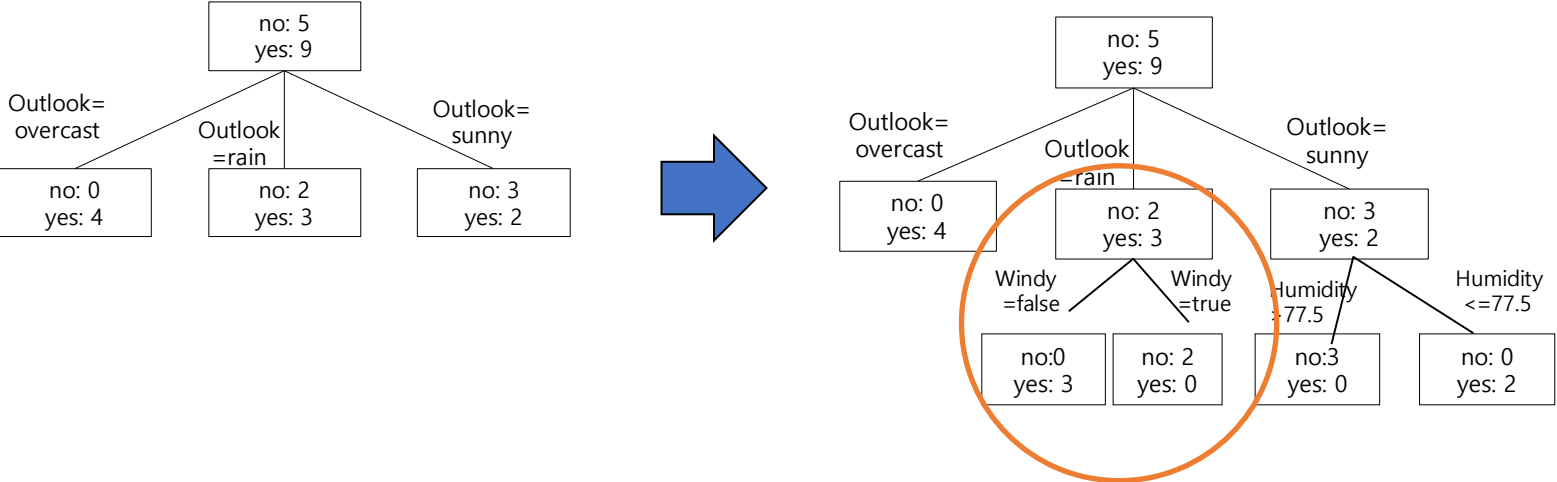 no: 5
yes: 9
Outlook=
overcast
Outlook
=rain
Outlook=
sunny
no: 0
yes: 4
no: 2
yes: 3
no: 3
yes: 2
no: 5
yes: 9
Outlook=
overcast
Outlook
=rain
Outlook=
sunny
no: 0
yes: 4
no: 2
yes: 3
no: 3
yes: 2
Windy
=false
Windy
=true
Humidity
>77.5
Humidity
<=77.5
no:0
yes: 3
no: 2
yes: 0
no:3
yes: 0
no: 0
yes: 2